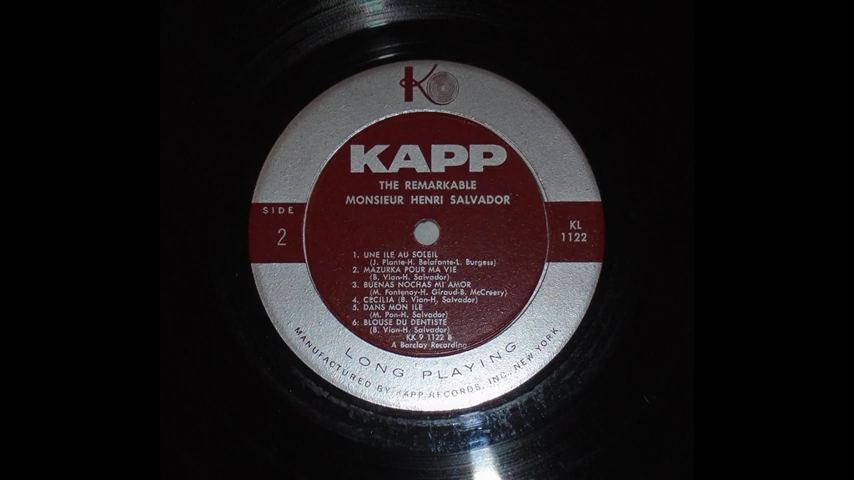 K
KAPP
THE REMARKABLE
MONSIEUR HENRI SALVADOR
SIDE
2
KL
1122
1. UNE ILE AU SOLEIL
(J. Plante-H. Belafonte-L. Burgess)
2. MAZURKA POUR MA VIE
(B. Vian-H. Salvador)
3. BUENAS NOCHAS MI AMOR
(M. Fontenay-H. Giraud-B. McCreery)
4. CECILIA (B. Vian-H. Salvador)
5. DANS MON ILE
(M. Pon-H. Salvador)
6. BLOUSE DU DENTISTE
(B. Vian-H. Salvador)
KK 9 1122 B
A Barclay Recording
LONG PLAYING
MANUFACTURED BY KAPP RECORDS, INC., NEW YORK